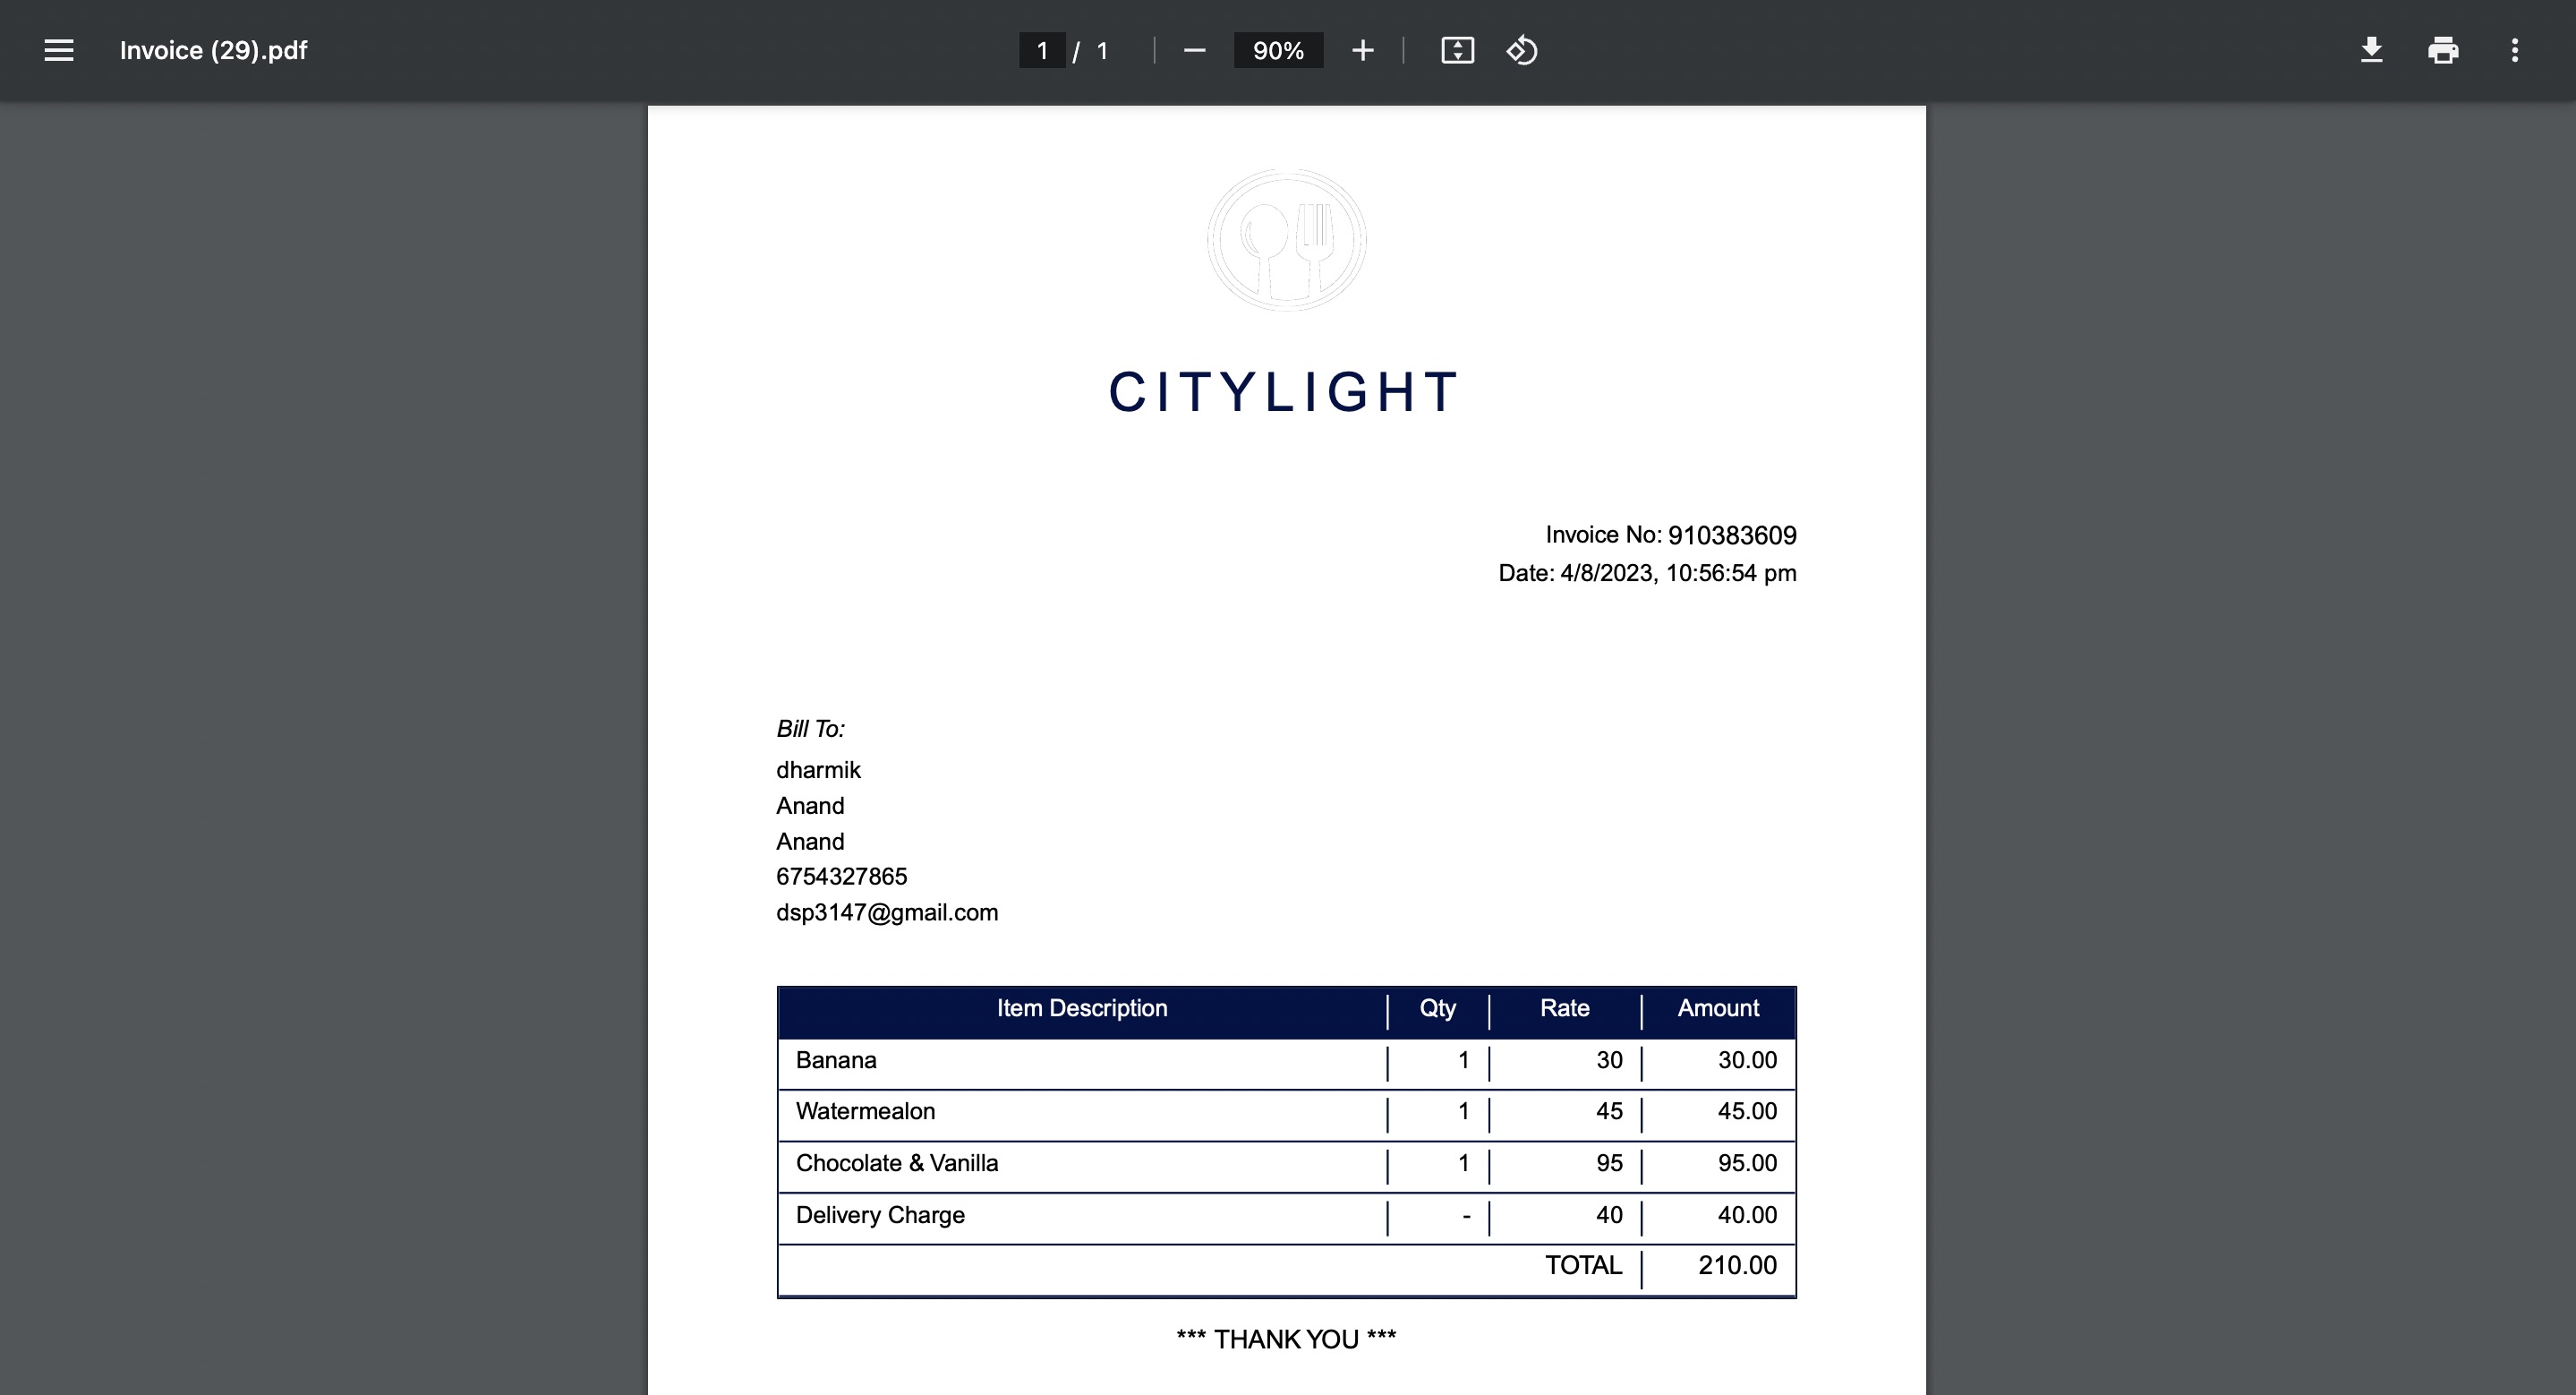 Invoice (29).pdf
1 / 1
90%
CITYLIGHT
Invoice No: 910383609
Date: 4/8/2023, 10:56:54 pm
Bill To:
dharmik
Anand
Anand
6754327865
dsp3147@gmail.com
Item Description Qty Rate Amount
Banana 1 30 30.00
Watermealon 1 45 45.00
Chocolate & Vanilla 1 95 95.00
Delivery Charge - 40 40.00
TOTAL 210.00
*** THANK YOU ***